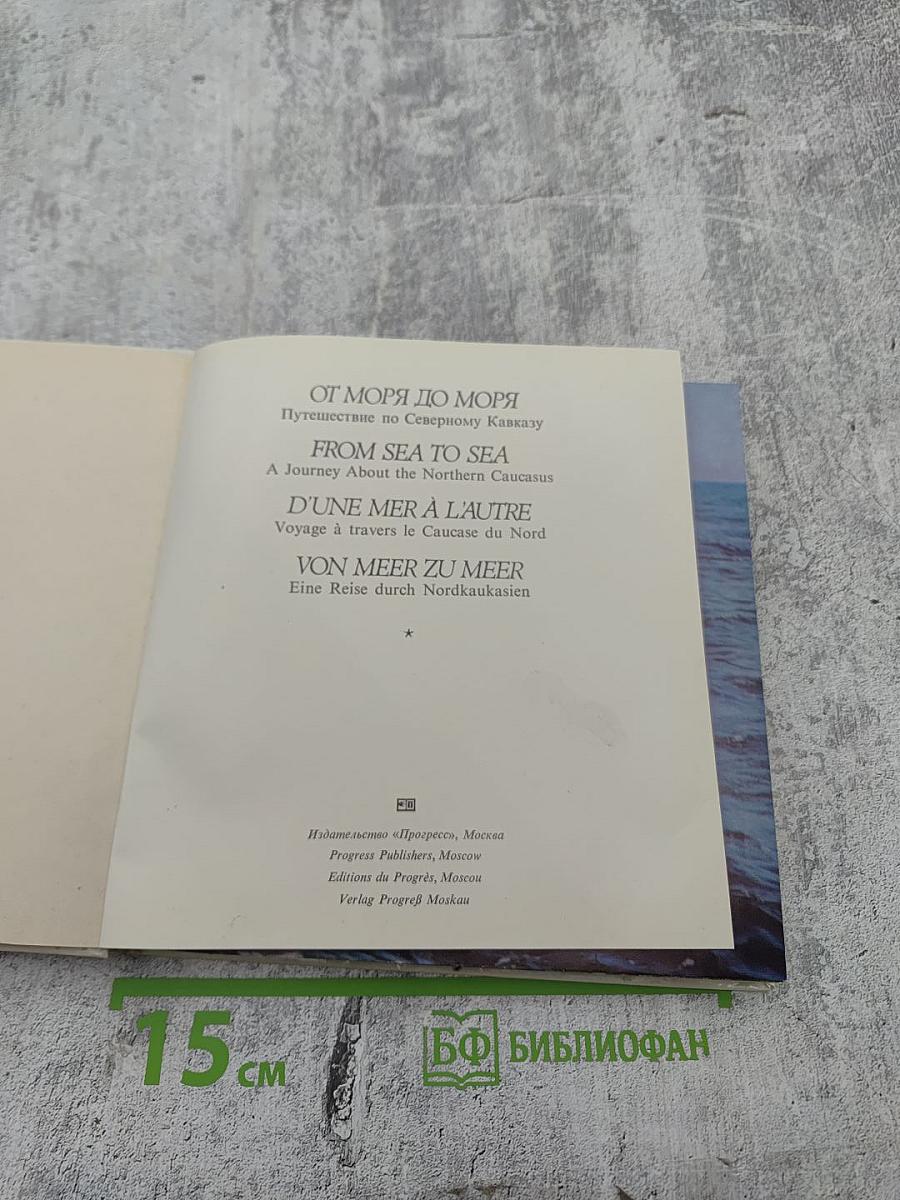 ОТ МОРЯ ДО МОРЯ
Путешествие по Северному Кавказу
FROM SEA TO SEA
A Journey About the Northern Caucasus
D'UNE MER À L'AUTRE
Voyage à travers le Caucase du Nord
VON MEER ZU MEER
Eine Reise durch Nordkaukasien
*
Издательство «Прогресс», Москва
Progress Publishers, Moscow
Editions du Progrès, Moscou
Verlag Progreß Moskau
15 см
БФ БИБЛИОФАН